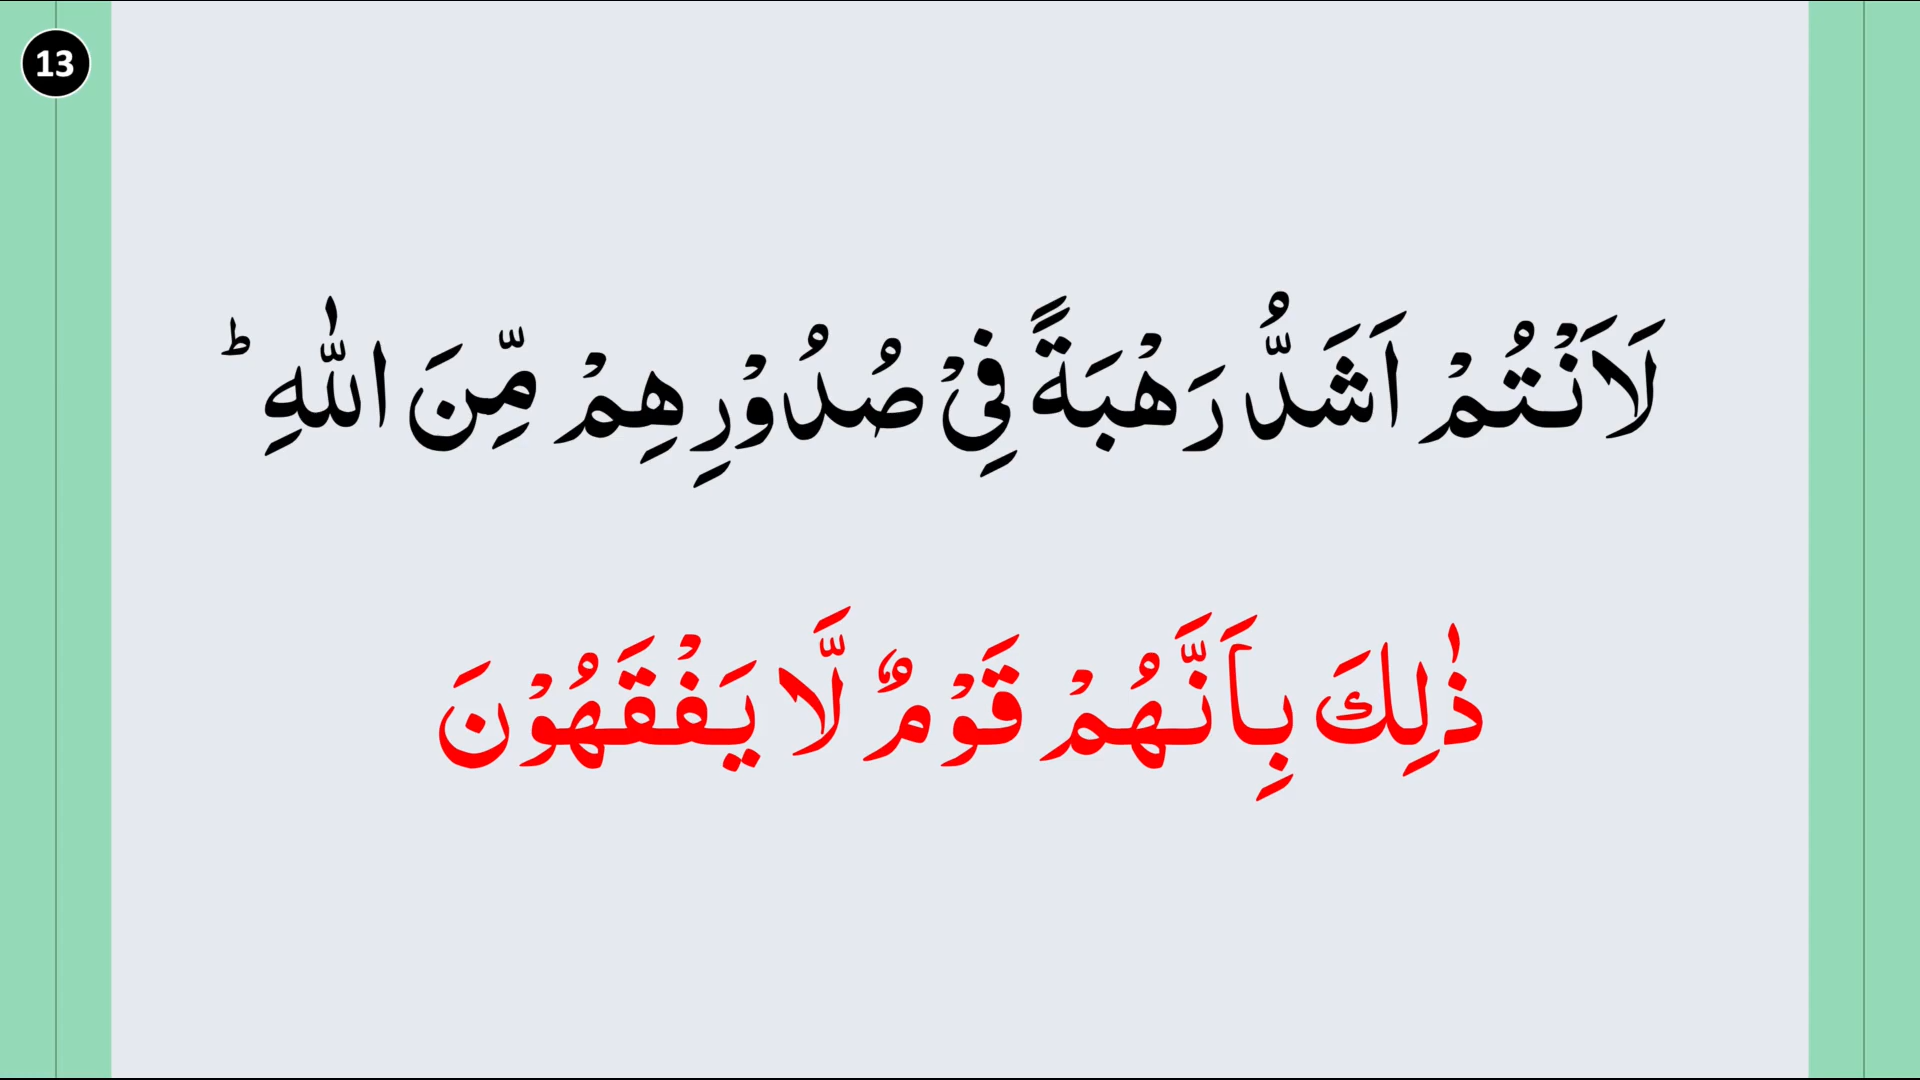 13
لَاَنْتُمْ اَشَدُّ رَهْبَةً فِيْ صُدُوْرِهِمْ مِّنَ اللّٰهِ ؕ
ذٰلِكَ بِاَنَّهُمْ قَوْمٌ لَّا يَفْقَهُوْنَ